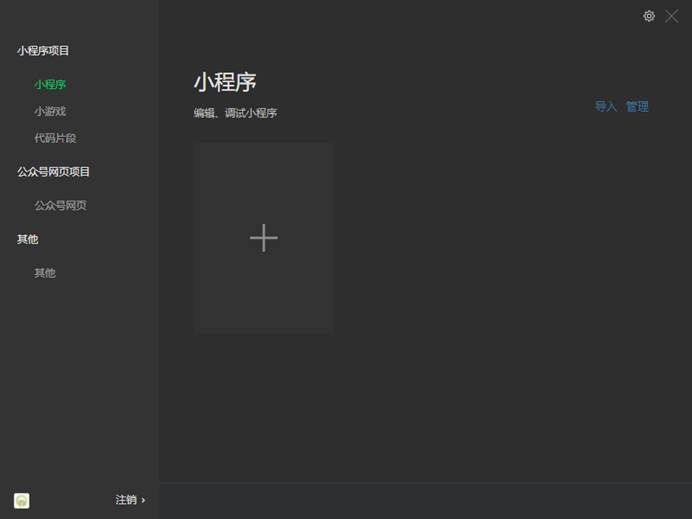 小程序项目
小程序
小游戏
代码片段
公众号网页项目
公众号网页
其他
其他
注销 ›
小程序
编辑、调试小程序
导入 管理